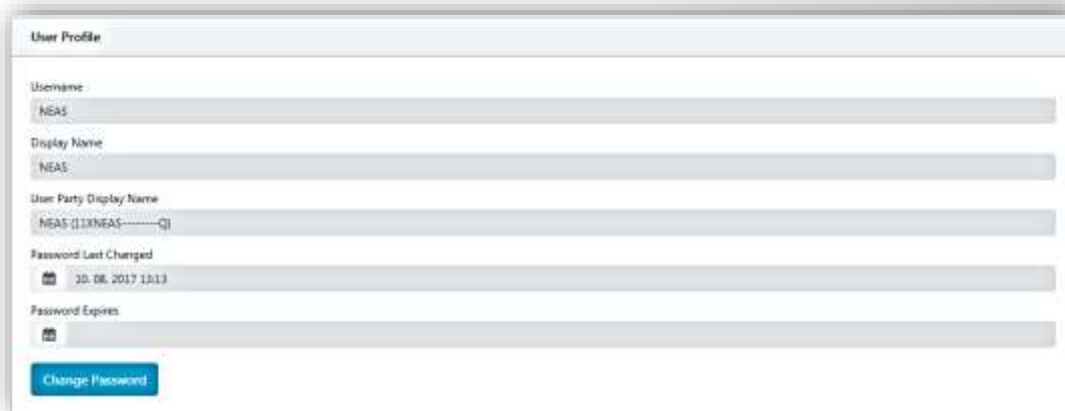 User Profile
Username
NEAS
Display Name
NEAS
User Party Display Name
NEAS (11XNEAS---------Q)
Password Last Changed
10. 08. 2017 13:13
Password Expires
Change Password